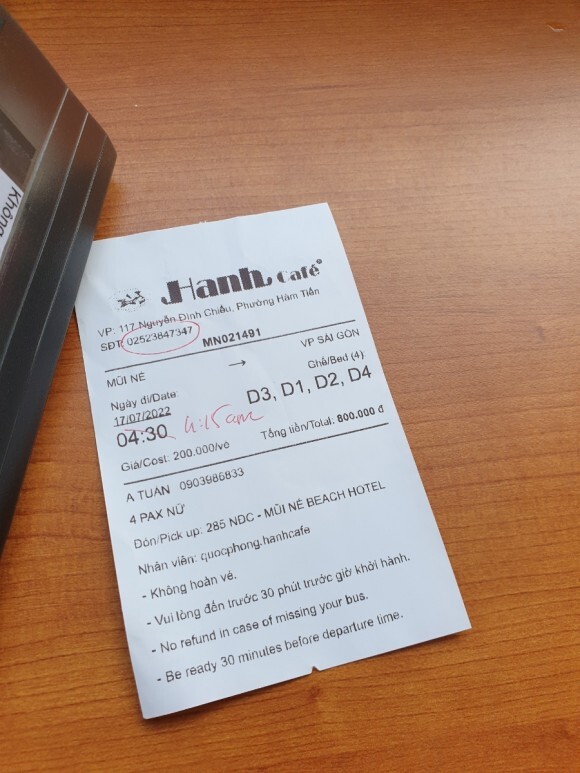 Không
Hanh Café
VP: 117 Nguyễn Đình Chiểu, Phường Hàm Tiến
SĐT: 02523847347
MN021491
MŨI NÉ → VP SÀI GÒN
Ngày đi/Date: Ghế/Bed (4)
17/07/2022 D3, D1, D2, D4
04:30 4:15 am
Giá/Cost: 200.000/vé Tổng tiền/Total: 800.000 đ
A TUẤN 0903986833
4 PAX NỮ
Đón/Pick up: 285 NĐC - MŨI NÉ BEACH HOTEL
Nhân viên: quocphong.hanhcafe
- Không hoàn vé.
- Vui lòng đến trước 30 phút trước giờ khởi hành.
- No refund in case of missing your bus.
- Be ready 30 minutes before departure time.